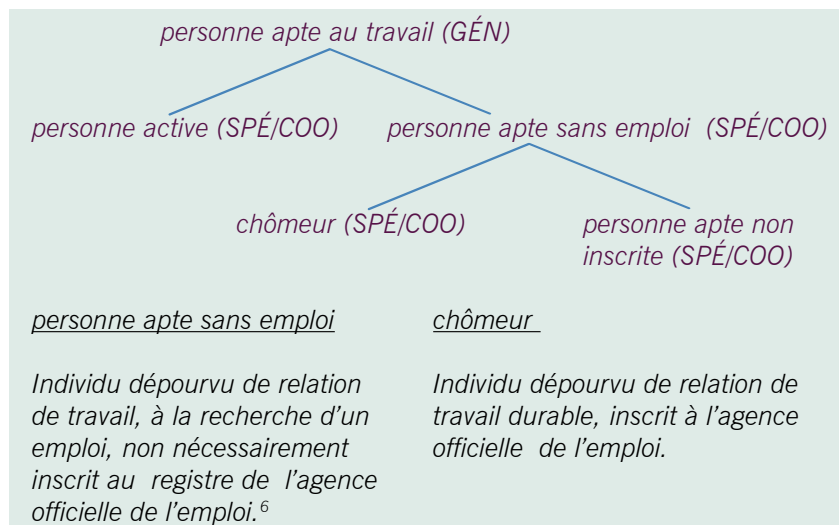 personne apte au travail (GÉN)
personne active (SPÉ/COO)
personne apte sans emploi (SPÉ/COO)
chômeur (SPÉ/COO)
personne apte non
inscrite (SPÉ/COO)
personne apte sans emploi
Individu dépourvu de relation
de travail, à la recherche d'un
emploi, non nécessairement
inscrit au registre de l'agence
officielle de l'emploi.⁶
chômeur
Individu dépourvu de relation de
travail durable, inscrit à l'agence
officielle de l'emploi.